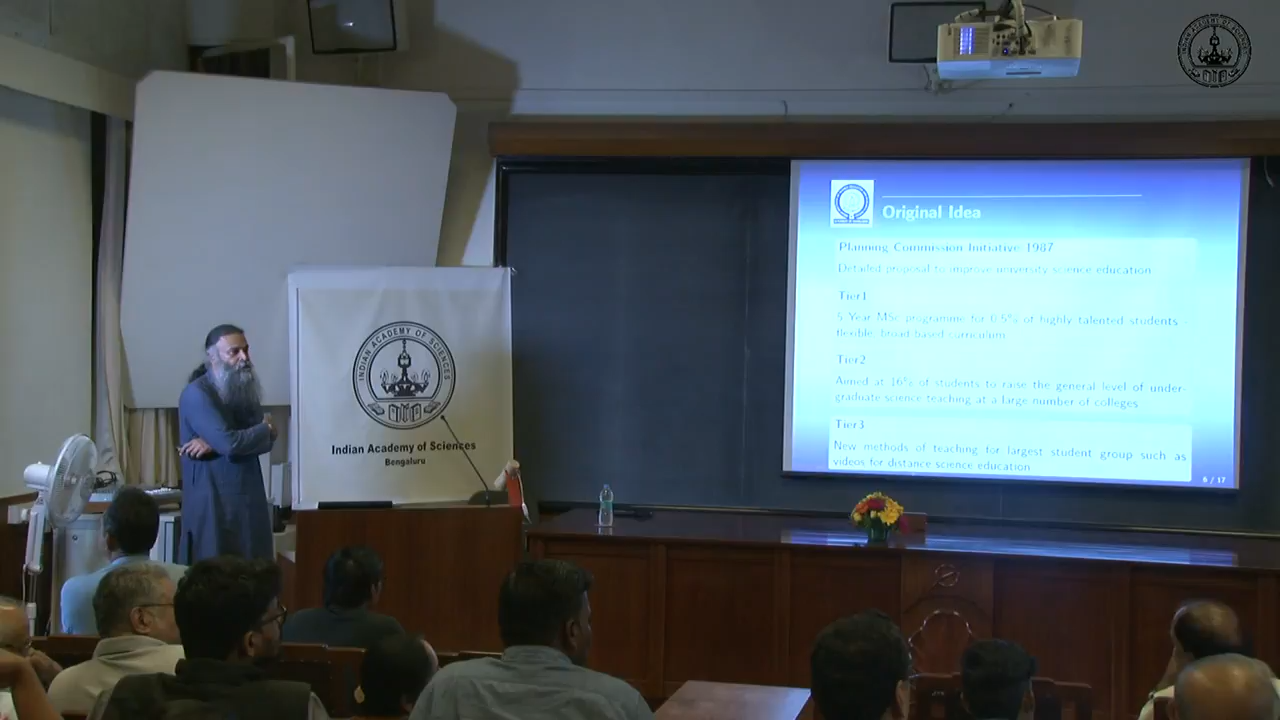 INDIAN ACADEMY OF SCIENCES
Original Idea
Planning Commission Initiative 1987
Detailed proposal to improve university science education
Tier1
5 Year MSc programme for 0.5% of highly talented students -
flexible, broad-based curriculum
Tier2
Aimed at 16% of students to raise the general level of under-
graduate science teaching at a large number of colleges
Tier3
New methods of teaching for largest student group such as
videos for distance science education
6 / 17
INDIAN ACADEMY OF SCIENCES
Indian Academy of Sciences
Bengaluru